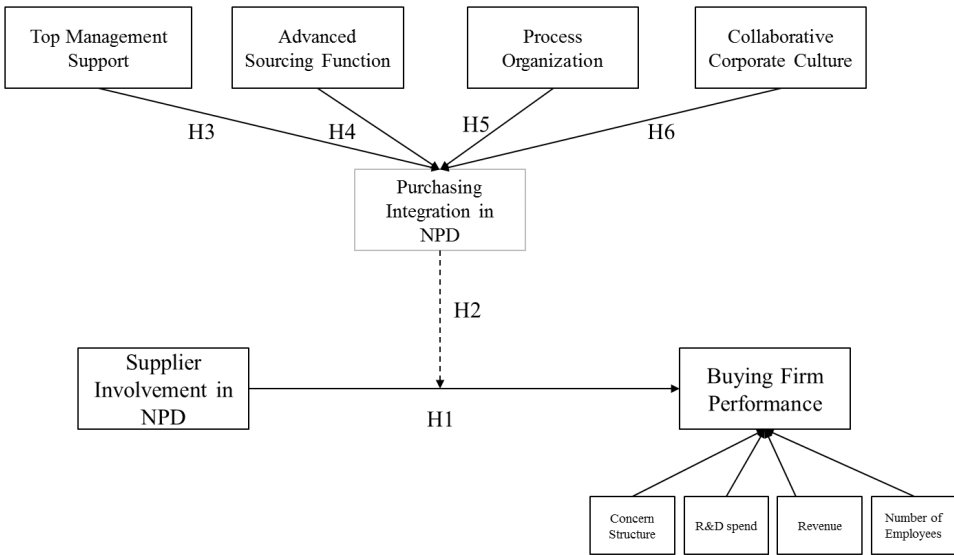 Top Management
Support
Advanced
Sourcing Function
Process
Organization
Collaborative
Corporate Culture
H3
H4
H5
H6
Purchasing
Integration in
NPD
H2
Supplier
Involvement in
NPD
H1
Buying Firm
Performance
Concern
Structure
R&D spend
Revenue
Number of
Employees